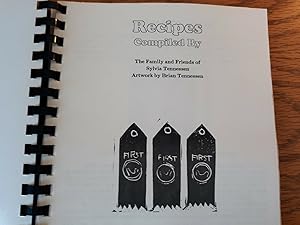 Recipes
Compiled By
The Family and Friends of
Sylvia Tennessen
Artwork by Brian Tennessen
FIRST
FIRST
FIRST